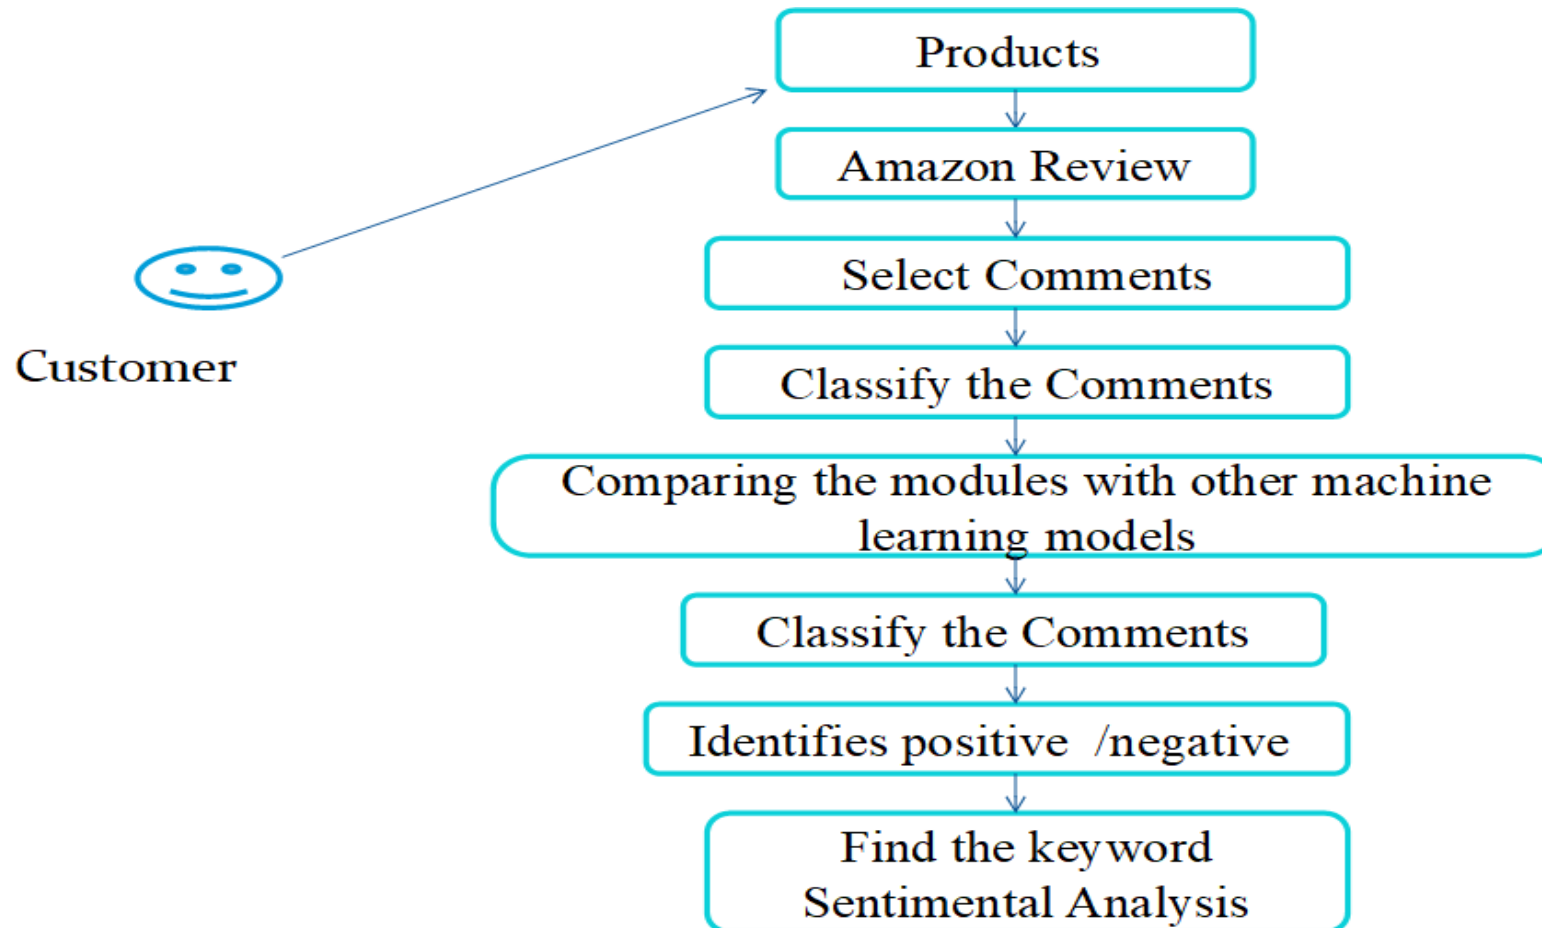 Products
Amazon Review
Select Comments
Customer
Classify the Comments
Comparing the modules with other machine
learning models
Classify the Comments
Identifies positive  /negative
Find the keyword
Sentimental Analysis